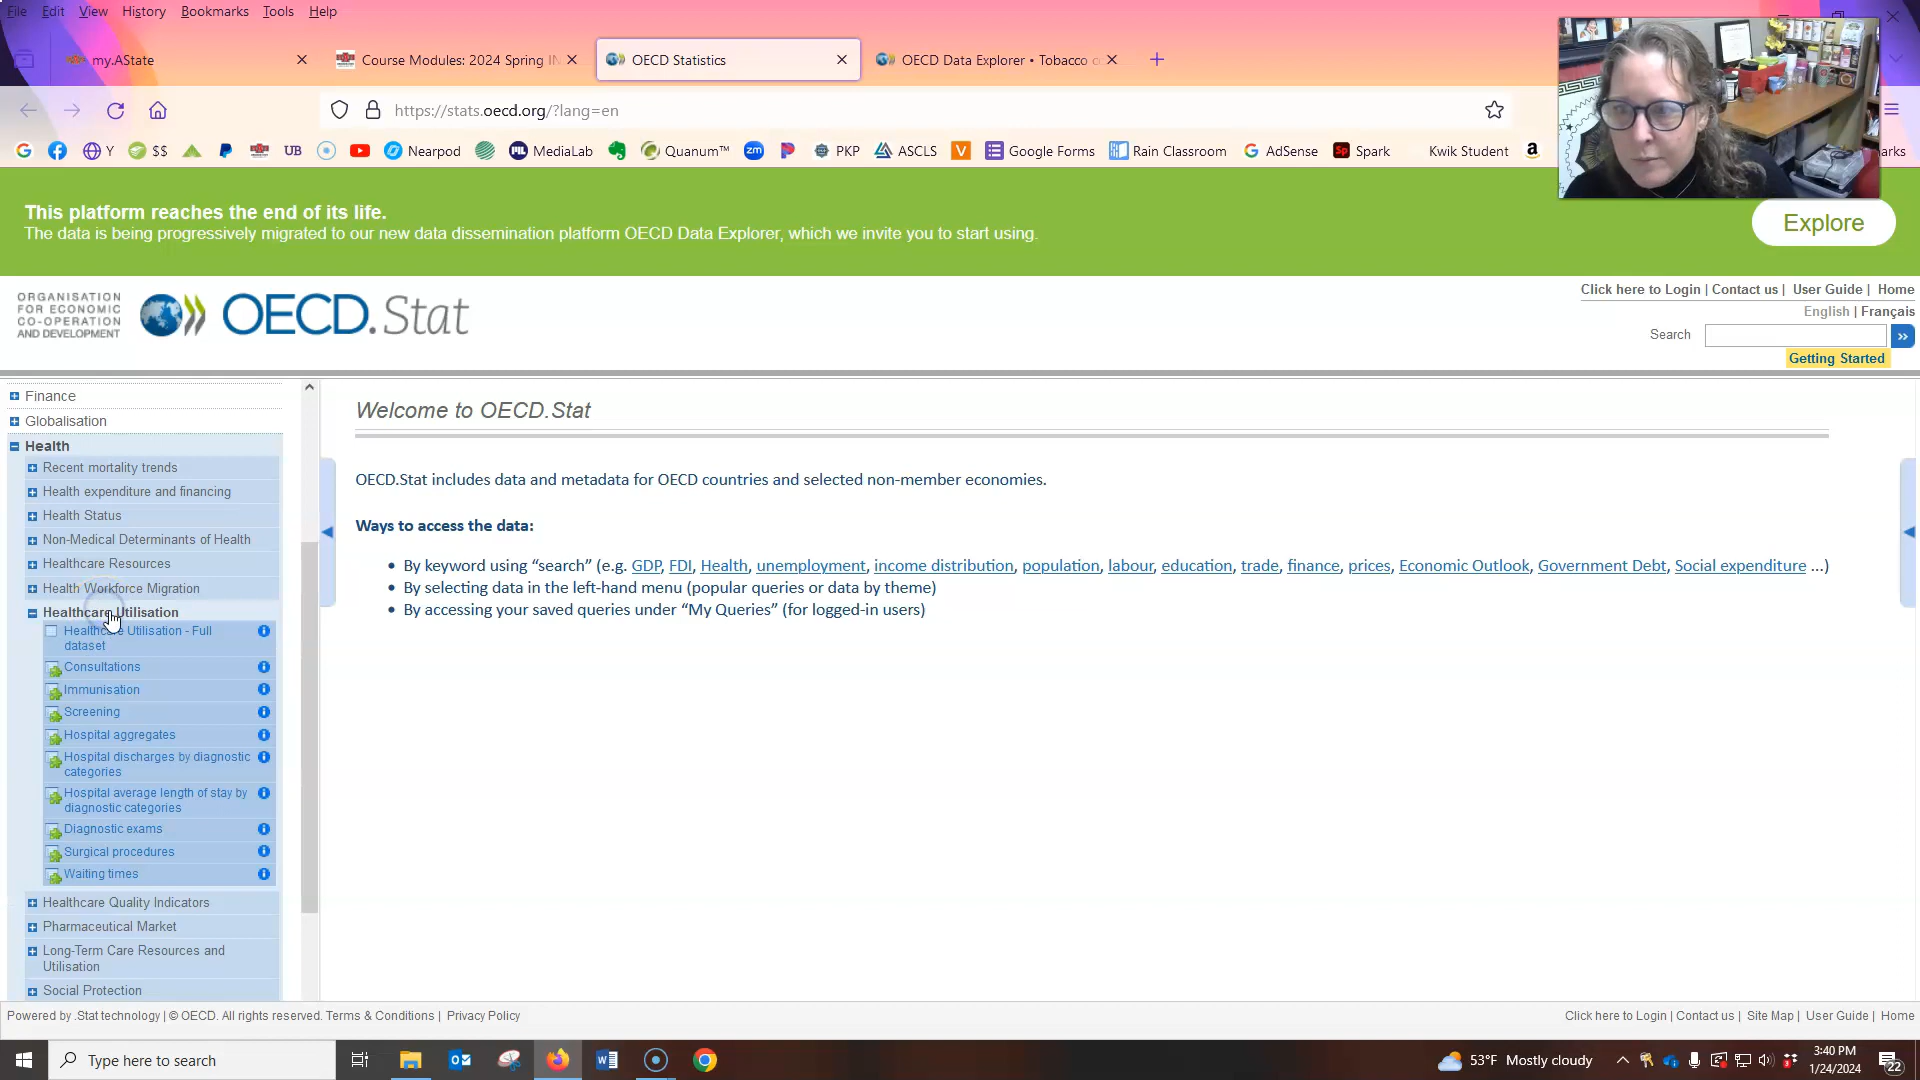 File Edit View History Bookmarks Tools Help
my.AState
Course Modules: 2024 Spring IN
OECD Statistics
OECD Data Explorer • Tobacco c
https://stats.oecd.org/?lang=en
Y $$ UB Nearpod MediaLab Quanum™ zm PKP ASCLS V Google Forms Rain Classroom AdSense Sp Spark Kwik Student a
This platform reaches the end of its life.
The data is being progressively migrated to our new data dissemination platform OECD Data Explorer, which we invite you to start using.
Explore
ORGANISATION
FOR ECONOMIC
CO-OPERATION
AND DEVELOPMENT
OECD.Stat
Click here to Login | Contact us | User Guide | Home
English | Français
Search
»
Getting Started
Finance
Globalisation
Health
Recent mortality trends
Health expenditure and financing
Health Status
Non-Medical Determinants of Health
Healthcare Resources
Health Workforce Migration
Healthcare Utilisation
Healthcare Utilisation - Full
dataset
Consultations
Immunisation
Screening
Hospital aggregates
Hospital discharges by diagnostic
categories
Hospital average length of stay by
diagnostic categories
Diagnostic exams
Surgical procedures
Waiting times
Healthcare Quality Indicators
Pharmaceutical Market
Long-Term Care Resources and
Utilisation
Social Protection
Welcome to OECD.Stat
OECD.Stat includes data and metadata for OECD countries and selected non-member economies.
Ways to access the data:
• By keyword using “search” (e.g. GDP, FDI, Health, unemployment, income distribution, population, labour, education, trade, finance, prices, Economic Outlook, Government Debt, Social expenditure ...)
• By selecting data in the left-hand menu (popular queries or data by theme)
• By accessing your saved queries under “My Queries” (for logged-in users)
Powered by .Stat technology | © OECD. All rights reserved. Terms & Conditions | Privacy Policy
Click here to Login | Contact us | Site Map | User Guide | Home
Type here to search
53°F Mostly cloudy
3:40 PM
1/24/2024
22